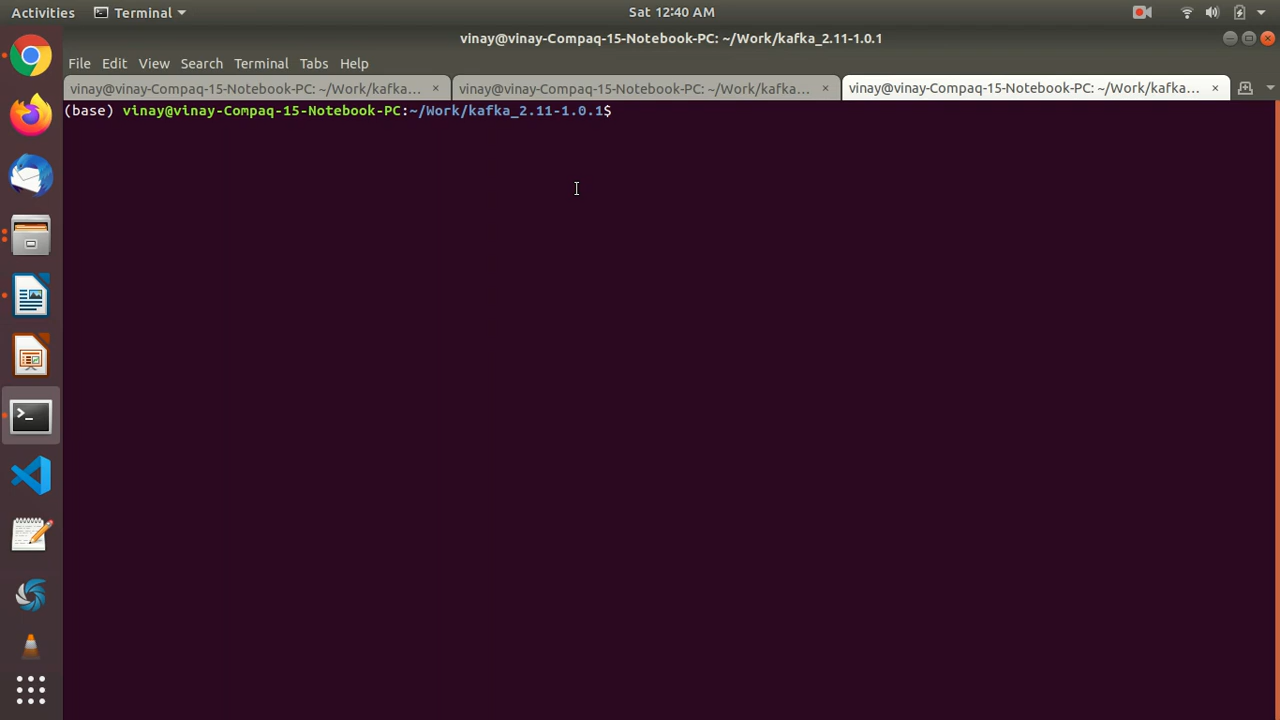 Activities Terminal Sat 12:40 AM
vinay@vinay-Compaq-15-Notebook-PC: ~/Work/kafka_2.11-1.0.1
File Edit View Search Terminal Tabs Help
vinay@vinay-Compaq-15-Notebook-PC: ~/Work/kafka... × vinay@vinay-Compaq-15-Notebook-PC: ~/Work/kafka... × vinay@vinay-Compaq-15-Notebook-PC: ~/Work/kafka... ×
(base) vinay@vinay-Compaq-15-Notebook-PC:~/Work/kafka_2.11-1.0.1$